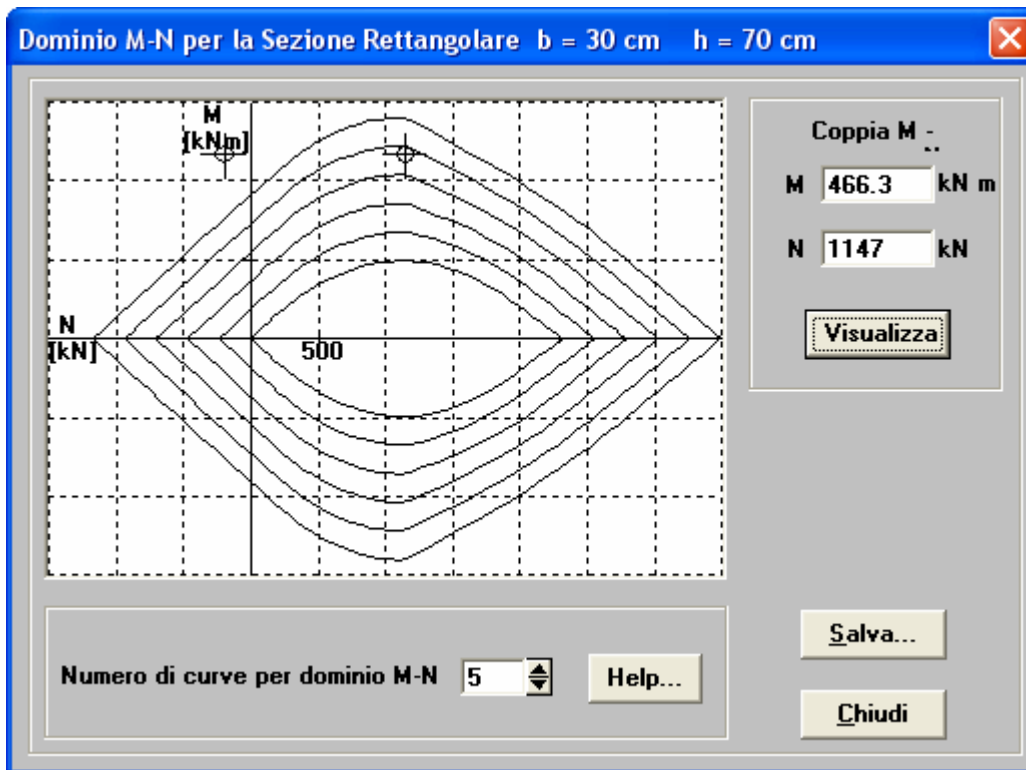 Dominio M-N per la Sezione Rettangolare b = 30 cm h = 70 cm
M
[kNm]
N
[kN]
500
Coppia M -
M 466.3 kN m
N 1147 kN
Visualizza
Numero di curve per dominio M-N 5 Help...
Salva...
Chiudi